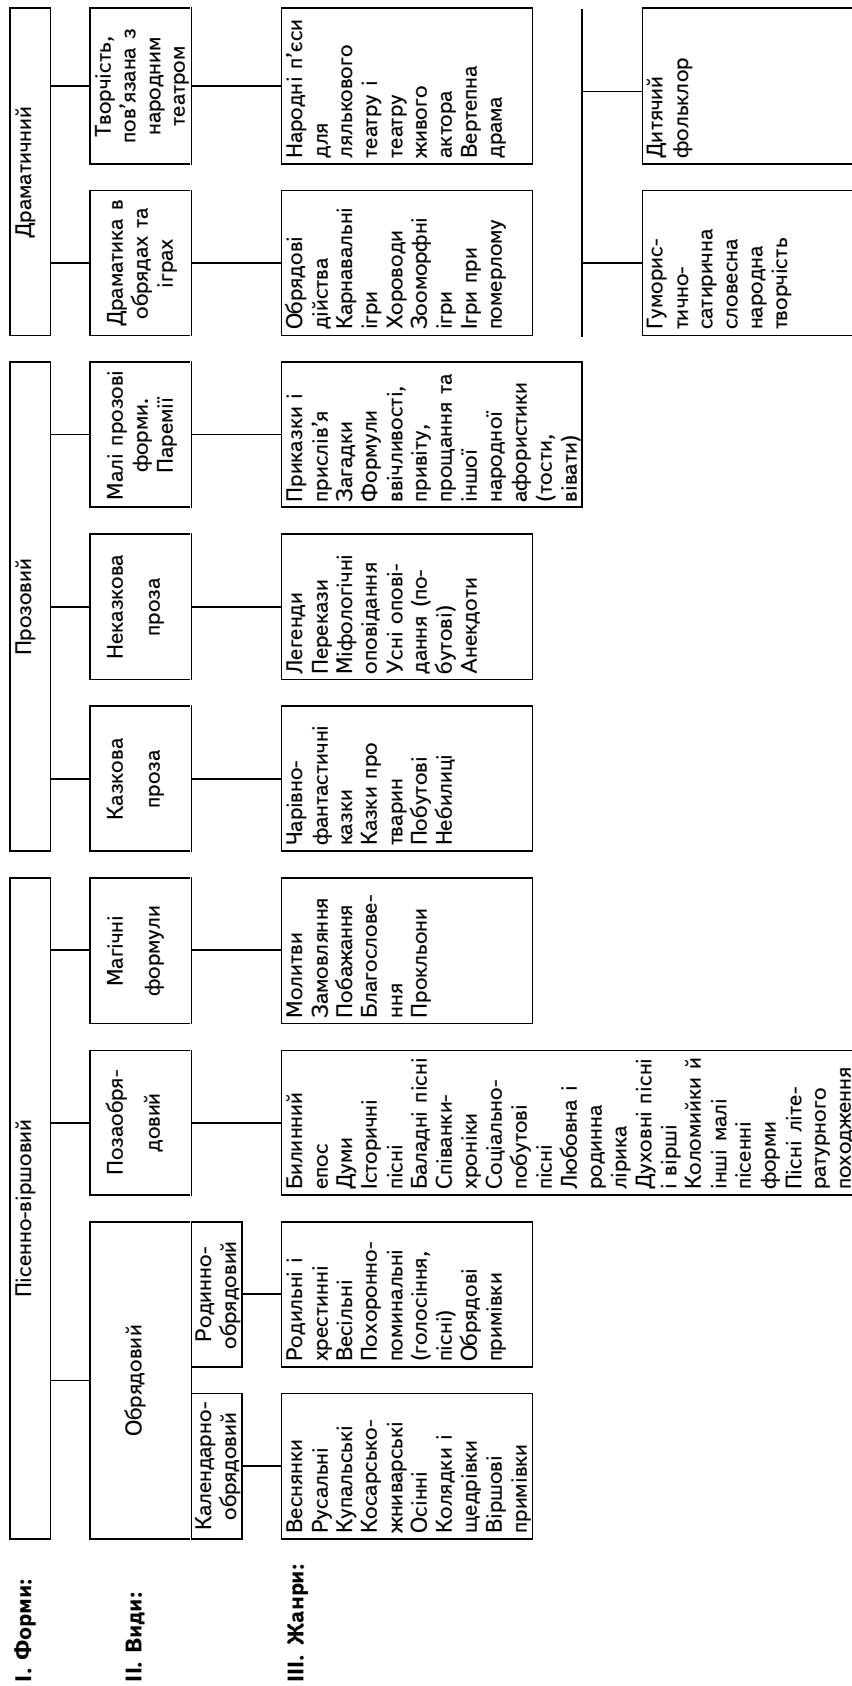 І. Форми:
Пісенно-віршовий
Прозовий
Драматичний
ІІ. Види:
Обрядовий
Календарно-
обрядовий
Родинно-
обрядовий
Позаобря-
довий
Магічні
формули
Казкова
проза
Неказкова
проза
Малі прозові
форми.
Паремії
Драматика в
обрядах та
іграх
Творчість,
пов’язана з
народним
театром
ІІІ. Жанри:
Веснянки
Русальні
Купальські
Косарсько-
жниварські
Осінні
Колядки і
щедрівки
Віршові
примівки
Родильні і
хрестинні
Весільні
Похоронно-
поминальні
(голосіння,
пісні)
Обрядові
примівки
Билинний
епос
Думи
Історичні
пісні
Баладні пісні
Співанки-
хроніки
Соціально-
побутові
пісні
Любовна і
родинна
лірика
Духовні пісні
і вірші
Коломийки й
інші малі
пісенні
форми
Пісні літе-
ратурного
походження
Молитви
Замовляння
Побажання
Благослове-
ння
Прокльони
Чарівно-
фантастичні
казки
Казки про
тварин
Побутові
Небилиці
Легенди
Перекази
Міфологічні
оповідання
Усні опові-
дання (по-
бутові)
Анекдоти
Приказки і
прислів’я
Загадки
Формули
ввічливості,
привіту,
прощання та
іншої
народної
афористики
(тости,
вівати)
Обрядові
дійства
Карнавальні
ігри
Хороводи
Зооморфні
ігри
Ігри при
померлому
Народні п’єси
для
лялькового
театру і
театру
живого
актора
Вертепна
драма
Гуморис-
тично-
сатирична
словесна
народна
творчість
Дитячий
фольклор